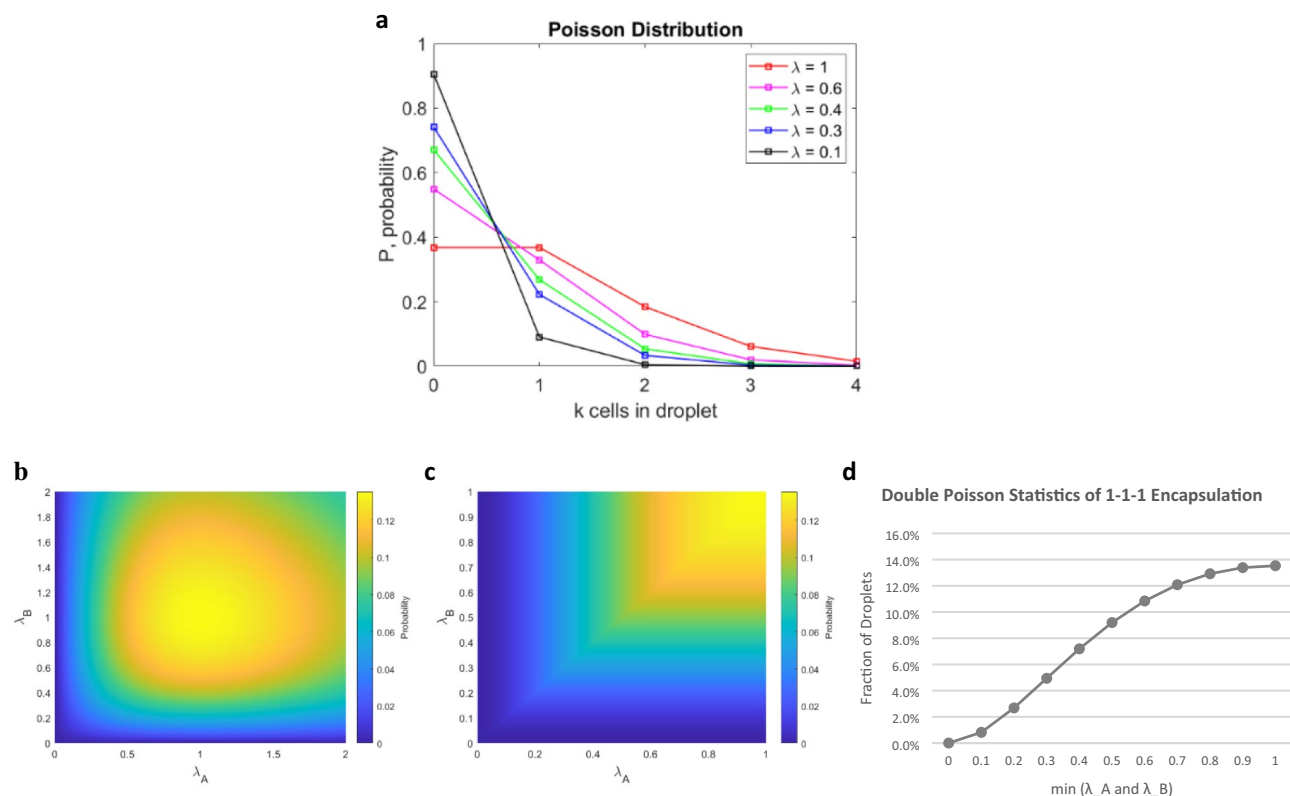 a
Poisson Distribution
λ = 1
λ = 0.6
λ = 0.4
λ = 0.3
λ = 0.1
1
0.8
0.6
0.4
0.2
0
P, probability
0 1 2 3 4
k cells in droplet
b
2
1.8
1.6
1.4
1.2
1
0.8
0.6
0.4
0.2
0
λ_B
0 0.5 1 1.5 2
λ_A
0.12
0.1
0.08
0.06
0.04
0.02
0
Probability
c
1
0.9
0.8
0.7
0.6
0.5
0.4
0.3
0.2
0.1
0
λ_B
0 0.2 0.4 0.6 0.8 1
λ_A
0.12
0.1
0.08
0.06
0.04
0.02
0
Probability
d
Double Poisson Statistics of 1-1-1 Encapsulation
16.0%
14.0%
12.0%
10.0%
8.0%
6.0%
4.0%
2.0%
0.0%
Fraction of Droplets
0 0.1 0.2 0.3 0.4 0.5 0.6 0.7 0.8 0.9 1
min (λ_A and λ_B)